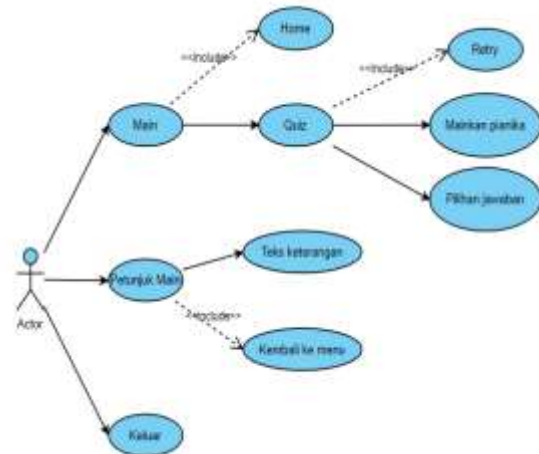 Home
<<Include>>
Retry
<<Include>>
Main
Quiz
Mainkan pianika
Pilihan jawaban
Teks keterangan
Petunjuk Main
<<Include>>
Actor
Kembali ke menu
Keluar